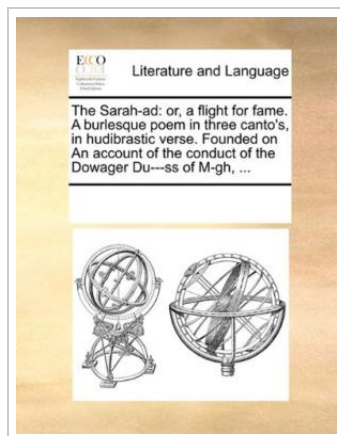 ECCO
Literature and Language
The Sarah-ad: or, a flight for fame.
A burlesque poem in three canto's,
in hudibrastic verse. Founded on
An account of the conduct of the
Dowager Du---ss of M-gh, ...